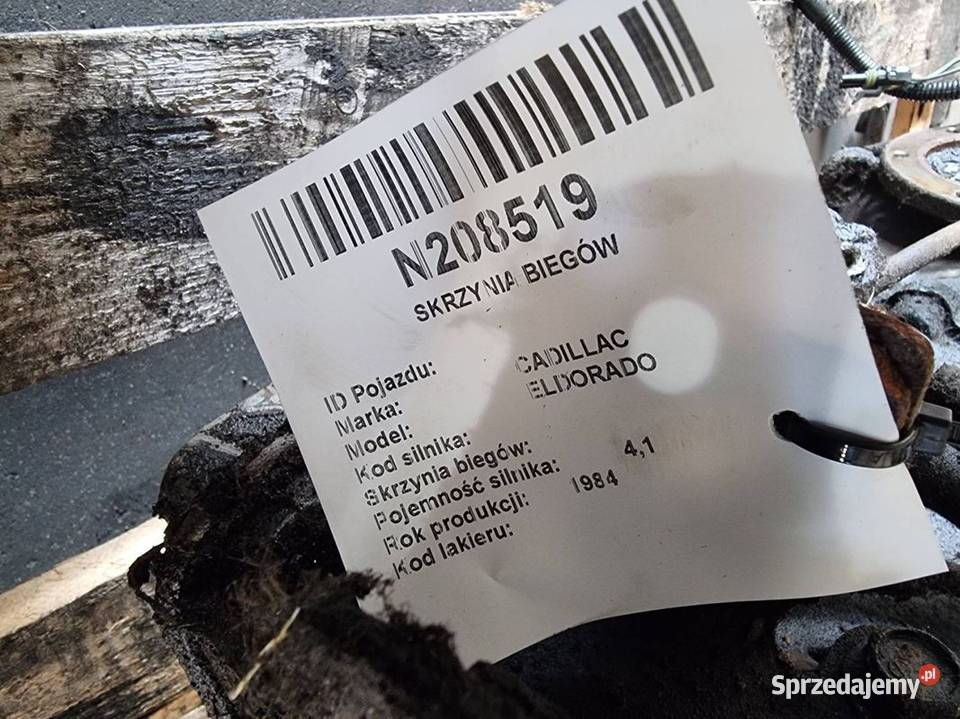 N208519
SKRZYNIA BIEGÓW
ID Pojazdu:
Marka: CADILLAC
Model: ELDORADO
Kod silnika:
Skrzynia biegów:
Pojemność silnika: 4,1
Rok produkcji: 1984
Kod lakieru:
Sprzedajemy.pl